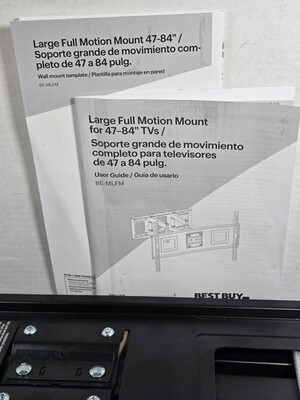 Large Full Motion Mount 47-84" /
Soporte grande de movimiento com-
pleto de 47 a 84 pulg.
Wall mount template / Plantilla para montaje en pared
BE-MLFM
Large Full Motion Mount
for 47–84" TVs /
Soporte grande de movimiento
completo para televisores
de 47 a 84 pulg.
User Guide / Guía de usario
BE-MLFM
BEST BUY